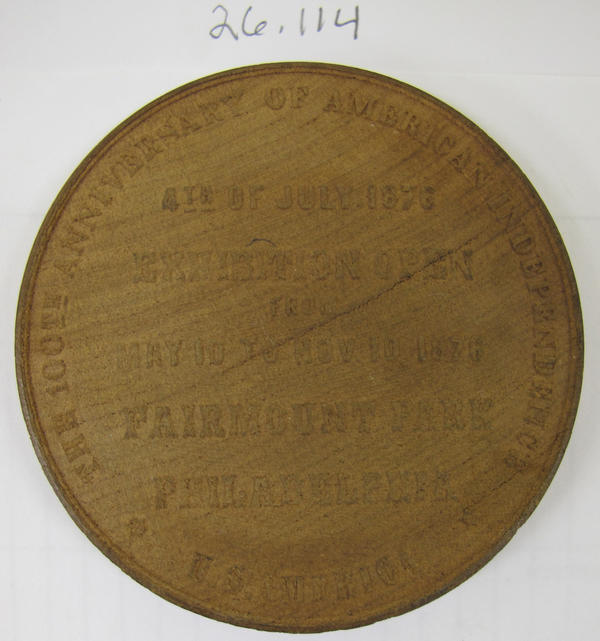 26.114
THE 100TH ANNIVERSARY OF AMERICAN INDEPENDENCE
4TH OF JULY. 1876
EXHIBITION OPEN
FROM
MAY 10 TO NOV 10 1876
FAIRMOUNT PARK
PHILADELPHIA
U.S. AMERICA